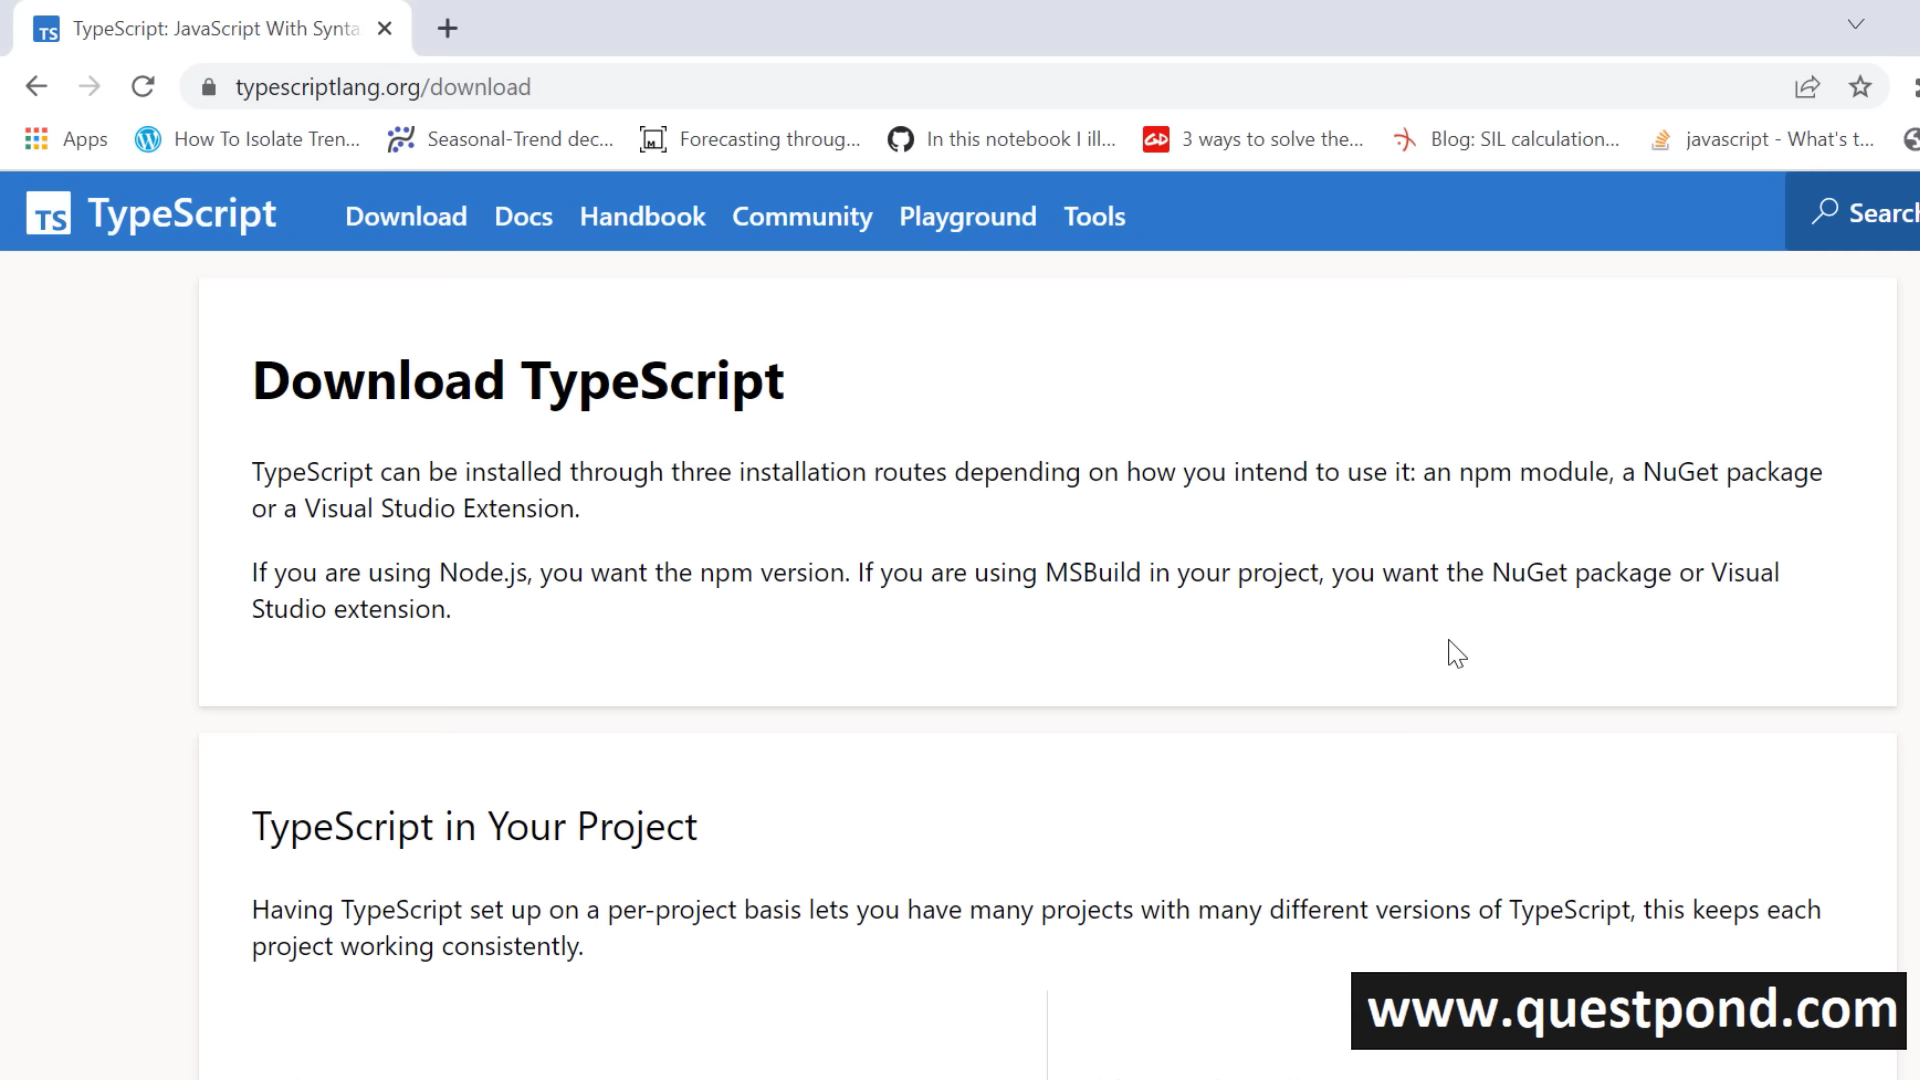 TS TypeScript: JavaScript With Synta
typescriptlang.org/download
Apps How To Isolate Tren... Seasonal-Trend dec... Forecasting throug... In this notebook I ill... 3 ways to solve the... Blog: SIL calculation... javascript - What's t...
TS TypeScript Download Docs Handbook Community Playground Tools Search
Download TypeScript
TypeScript can be installed through three installation routes depending on how you intend to use it: an npm module, a NuGet package
or a Visual Studio Extension.
If you are using Node.js, you want the npm version. If you are using MSBuild in your project, you want the NuGet package or Visual
Studio extension.
TypeScript in Your Project
Having TypeScript set up on a per-project basis lets you have many projects with many different versions of TypeScript, this keeps each
project working consistently.
www.questpond.com